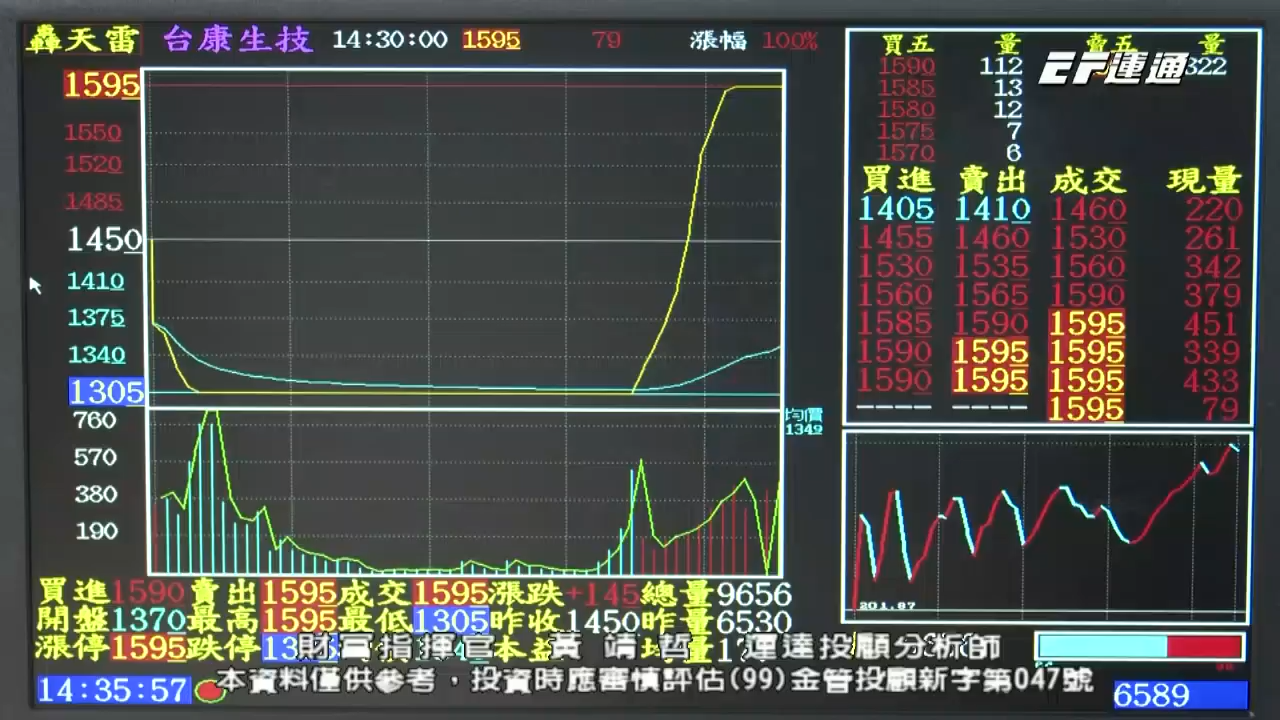 轟天雷 台康生技 14:30:00 1595 79 漲幅 100%
1595
1550
1520
1485
1450
1410
1375
1340
1305
760
570
380
190
均價
1349
買五 量 賣五 量
1590 112 322
1585 13
1580 12
1575 7
1570 6
EF運通
買進 賣出 成交 現量
1405 1410 1460 220
1455 1460 1530 261
1530 1535 1560 342
1560 1565 1590 379
1585 1590 1595 451
1590 1595 1595 339
1590 1595 1595 433
---- ---- 1595 79
201.87
買進1590賣出1595成交1595漲跌+145總量9656
開盤1370最高1595最低1305昨收1450昨量6530
漲停1595跌停
財富指揮官 黃靖哲 運達投顧分析師
本資料僅供參考，投資時應審慎評估(99)金管投顧新字第047號
14:35:57
6589